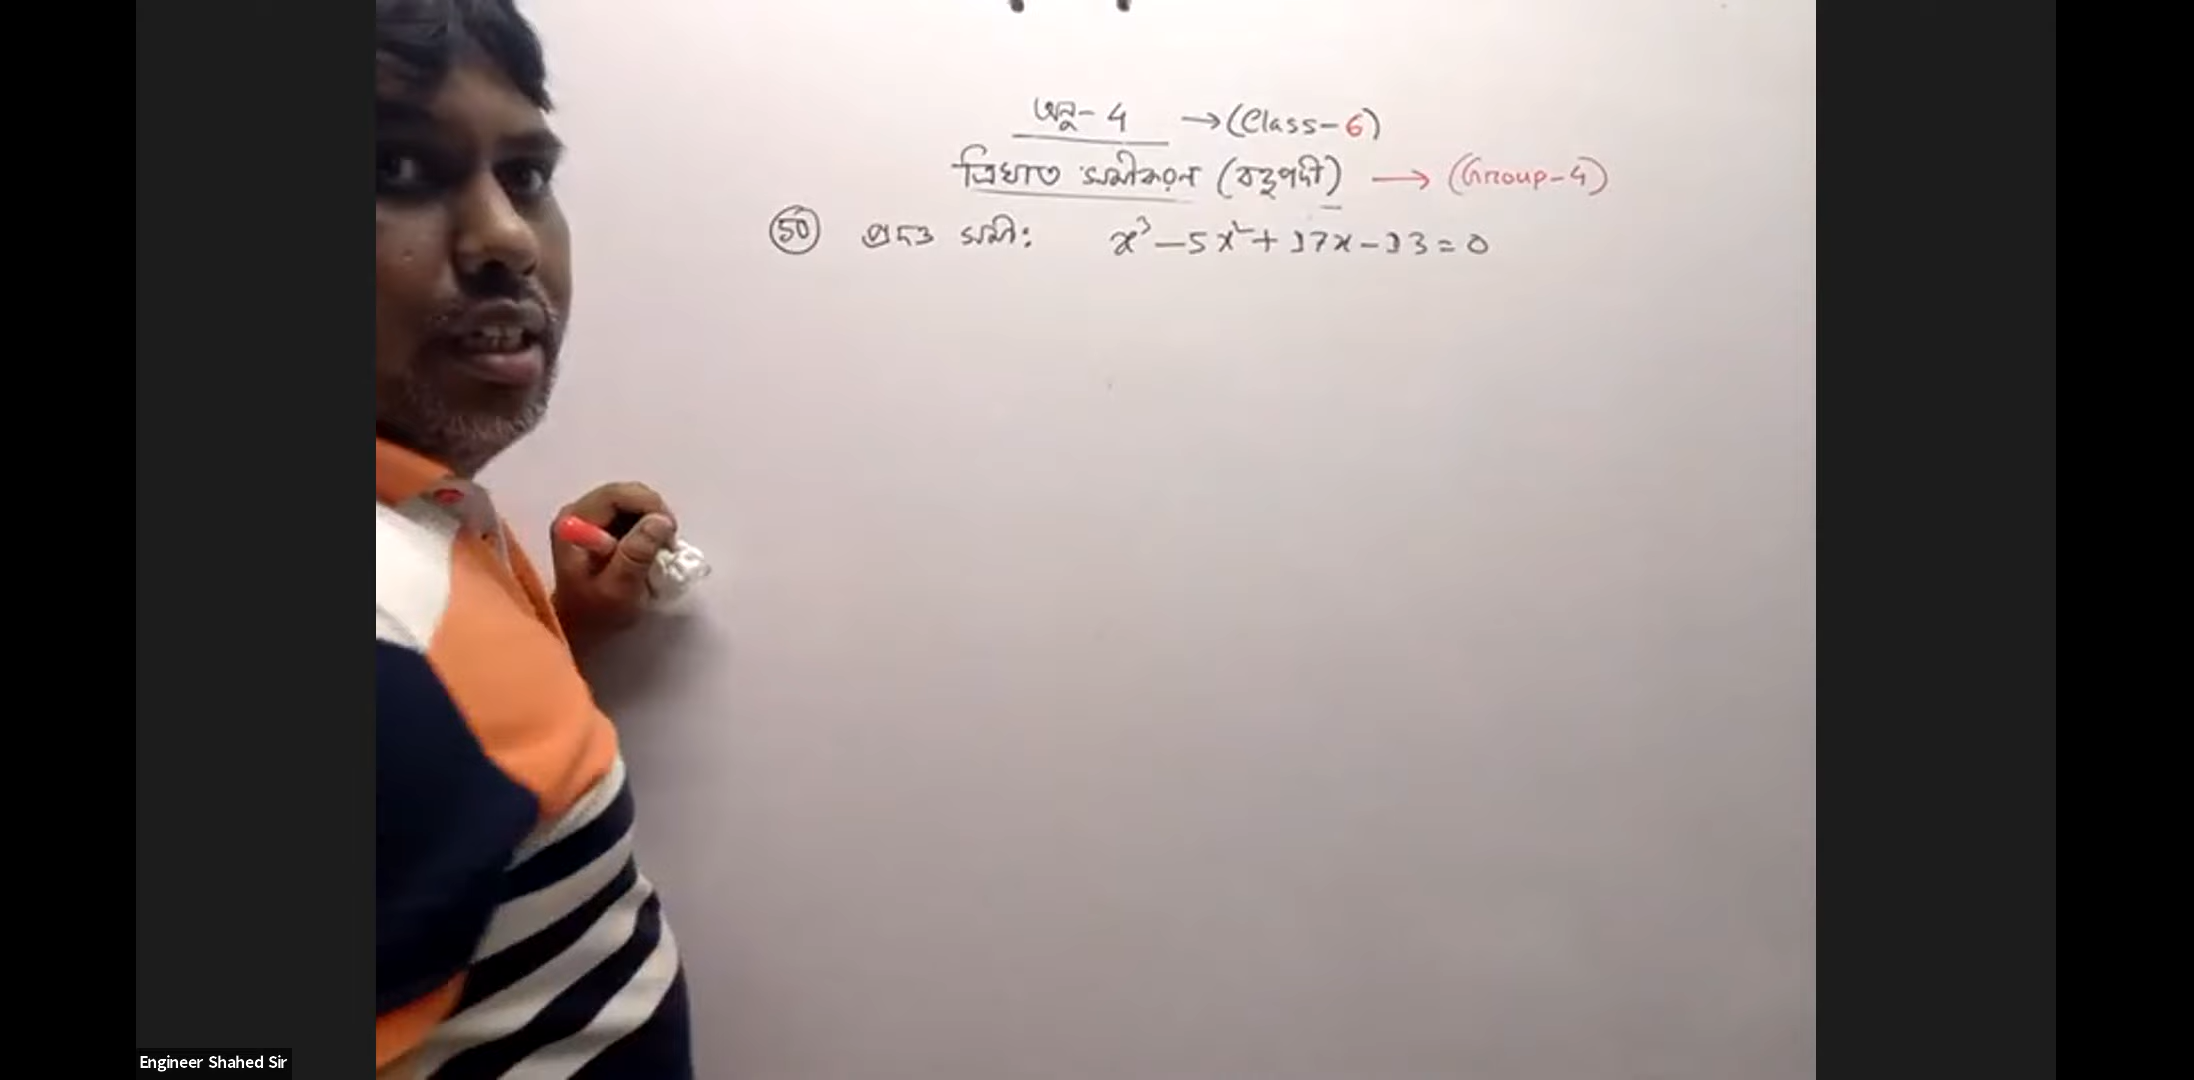 অনু- 4 →(Class-6)
ত্রিঘাত সমীকরণ (বহুপদী) → (Group-4)
(50) প্রদত্ত সমী: x³-5x²+17x-13=0
Engineer Shahed Sir